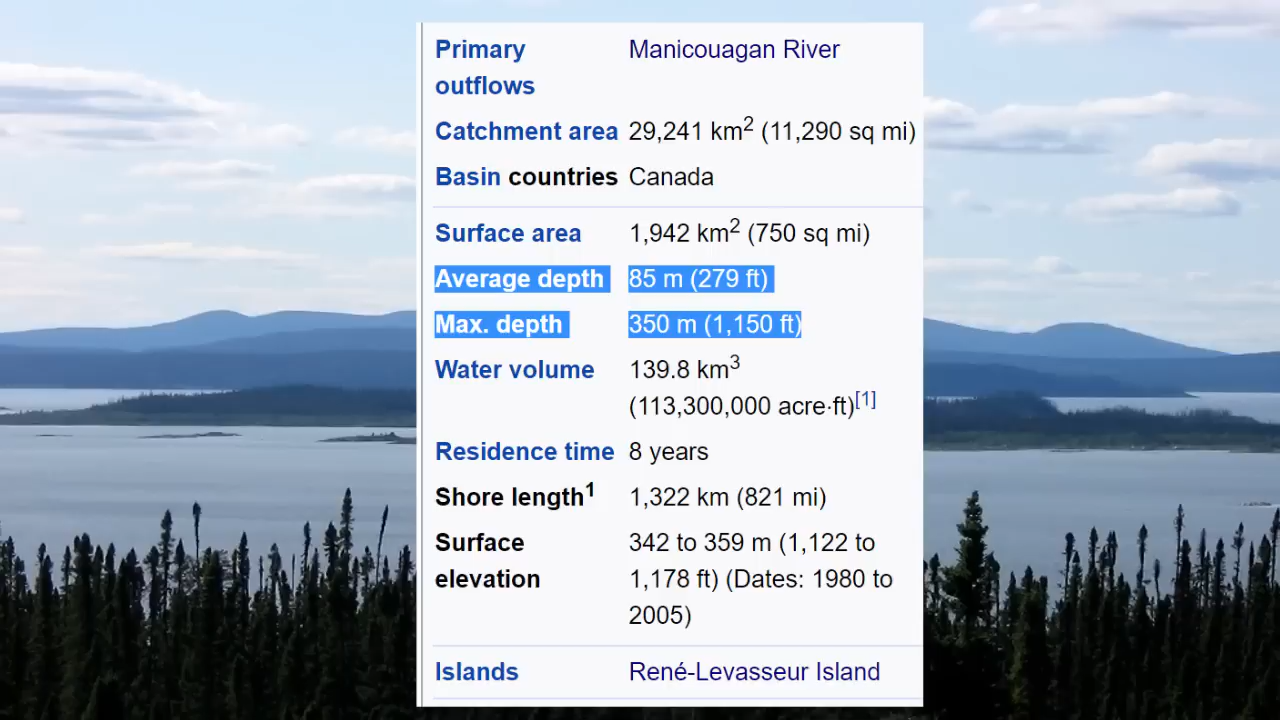 Primary Manicouagan River
outflows
Catchment area 29,241 km² (11,290 sq mi)
Basin countries Canada
Surface area 1,942 km² (750 sq mi)
Average depth 85 m (279 ft)
Max. depth 350 m (1,150 ft)
Water volume 139.8 km³
(113,300,000 acre⋅ft)[1]
Residence time 8 years
Shore length¹ 1,322 km (821 mi)
Surface 342 to 359 m (1,122 to
elevation 1,178 ft) (Dates: 1980 to
2005)
Islands René-Levasseur Island